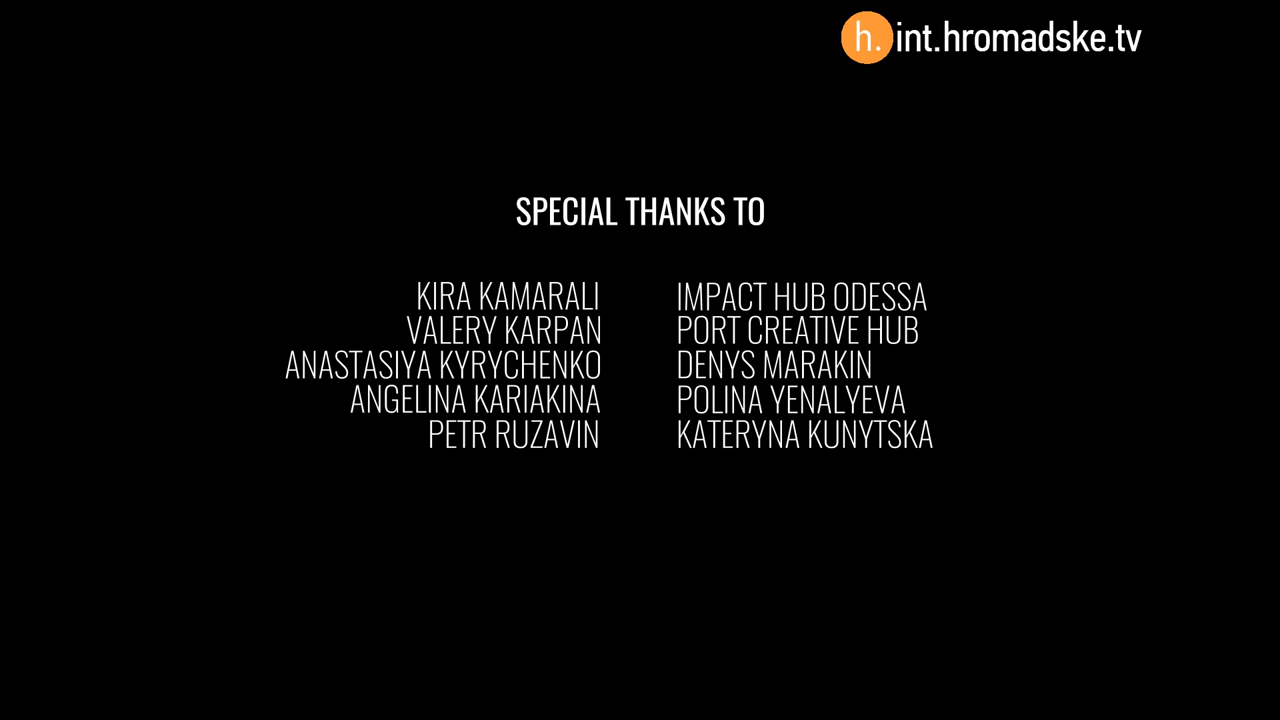 h. int.hromadske.tv
SPECIAL THANKS TO
KIRA KAMARALI
VALERY KARPAN
ANASTASIYA KYRYCHENKO
ANGELINA KARIAKINA
PETR RUZAVIN
IMPACT HUB ODESSA
PORT CREATIVE HUB
DENYS MARAKIN
POLINA YENALYEVA
KATERYNA KUNYTSKA